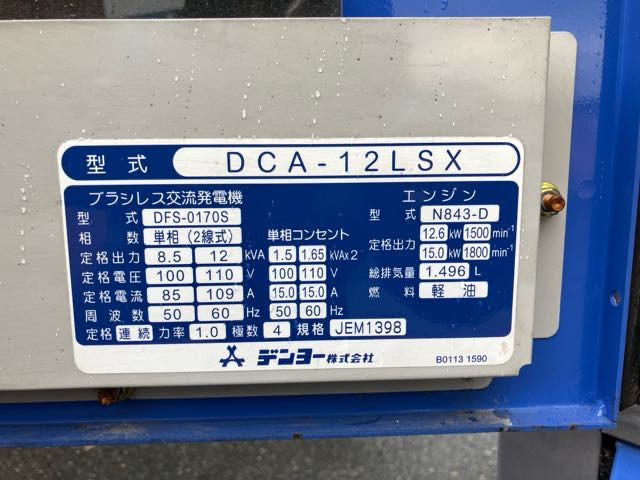 型式 DCA-12LSX
ブラシレス交流発電機
型式 DFS-0170S
相数 単相(2線式) 単相コンセント
定格出力 8.5 12 kVA 1.5 1.65 kVA×2
定格電圧 100 110 V 100 110 V
定格電流 85 109 A 15.0 15.0 A
周波数 50 60 Hz 50 60 Hz
定格 連続 力率 1.0 極数 4 規格 JEM1398
エンジン
型式 N843-D
定格出力 12.6 kW 1500 min⁻¹
15.0 kW 1800 min⁻¹
総排気量 1.496 L
燃料 軽油
デンヨー株式会社
B0113 1590